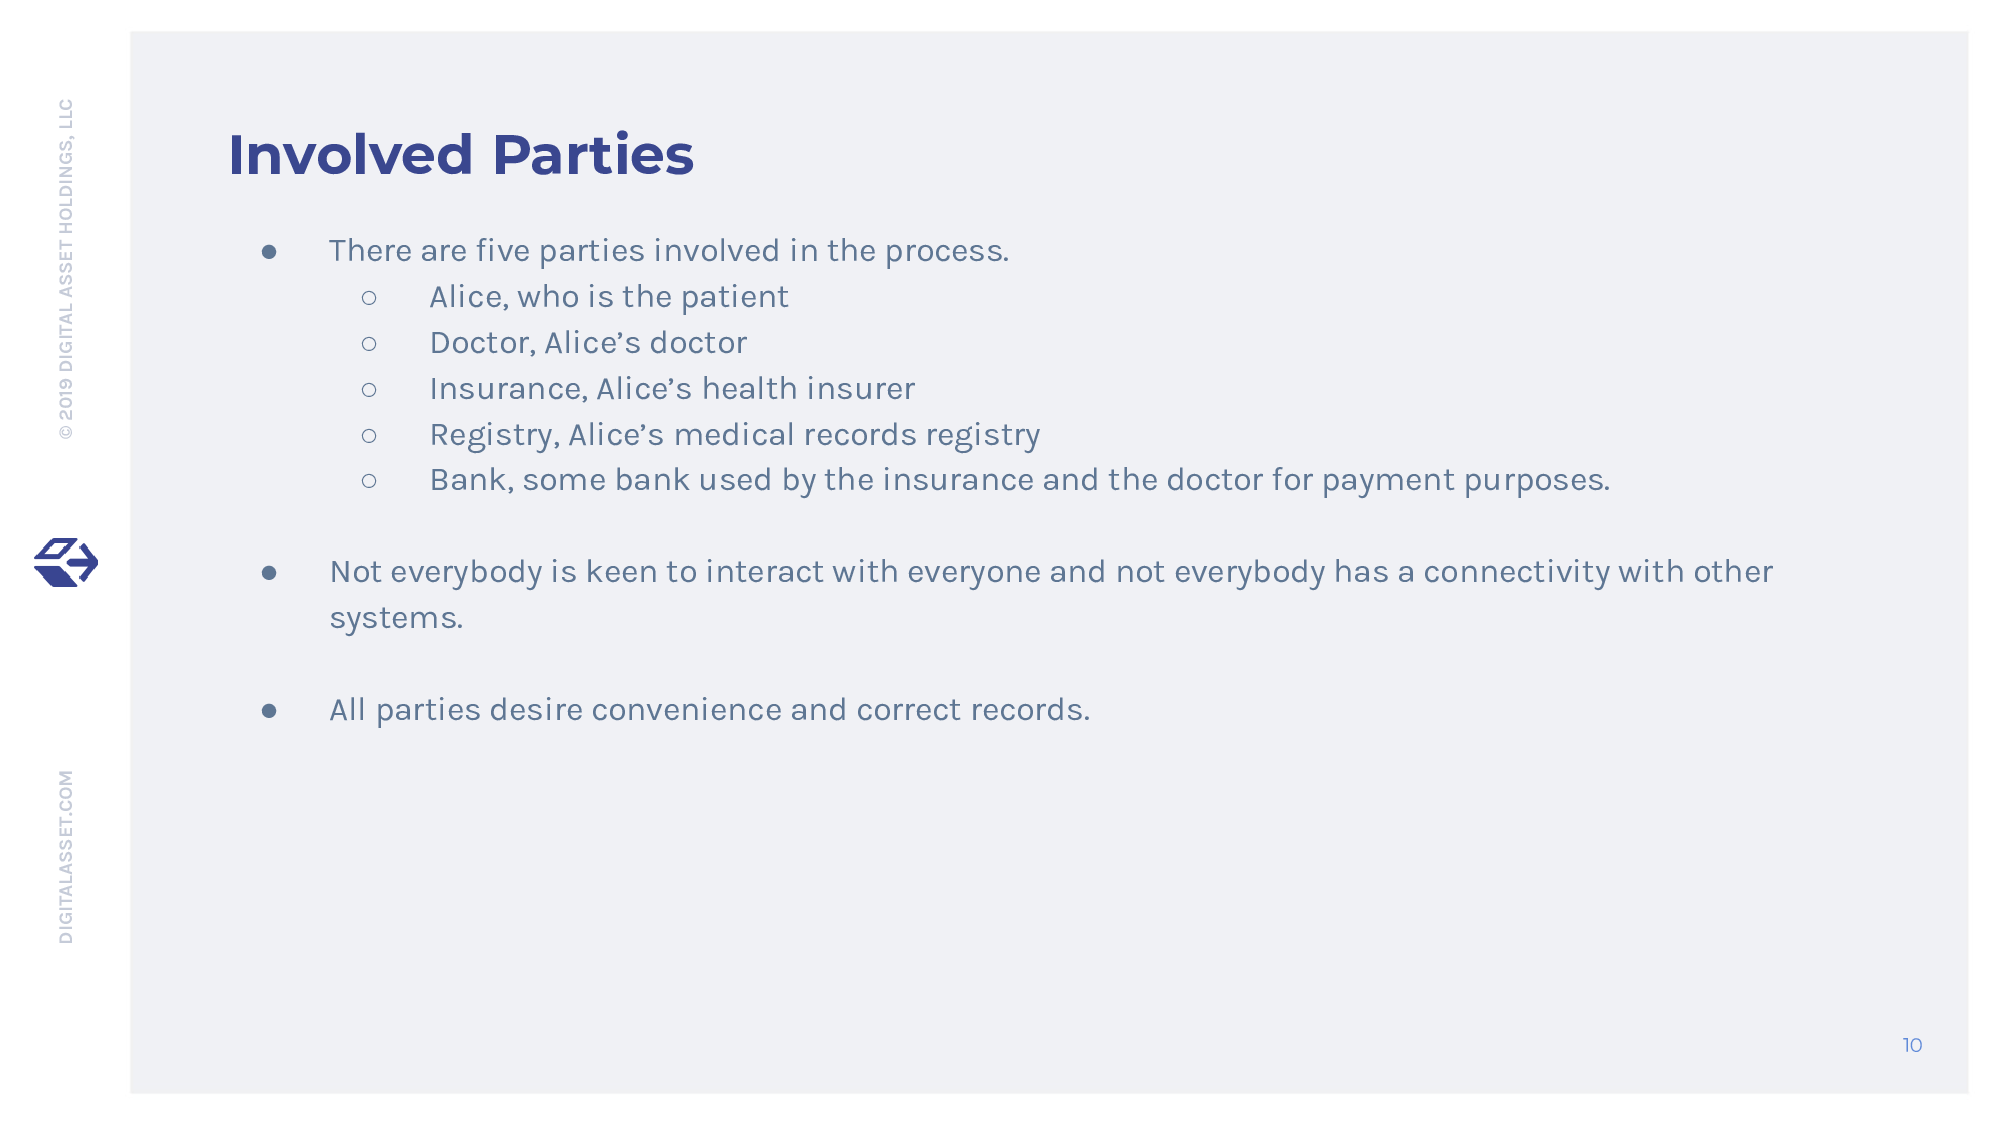 © 2019 DIGITAL ASSET HOLDINGS, LLC
DIGITALASSET.COM
Involved Parties
● There are five parties involved in the process.
○ Alice, who is the patient
○ Doctor, Alice’s doctor
○ Insurance, Alice’s health insurer
○ Registry, Alice’s medical records registry
○ Bank, some bank used by the insurance and the doctor for payment purposes.
● Not everybody is keen to interact with everyone and not everybody has a connectivity with other
systems.
● All parties desire convenience and correct records.
10